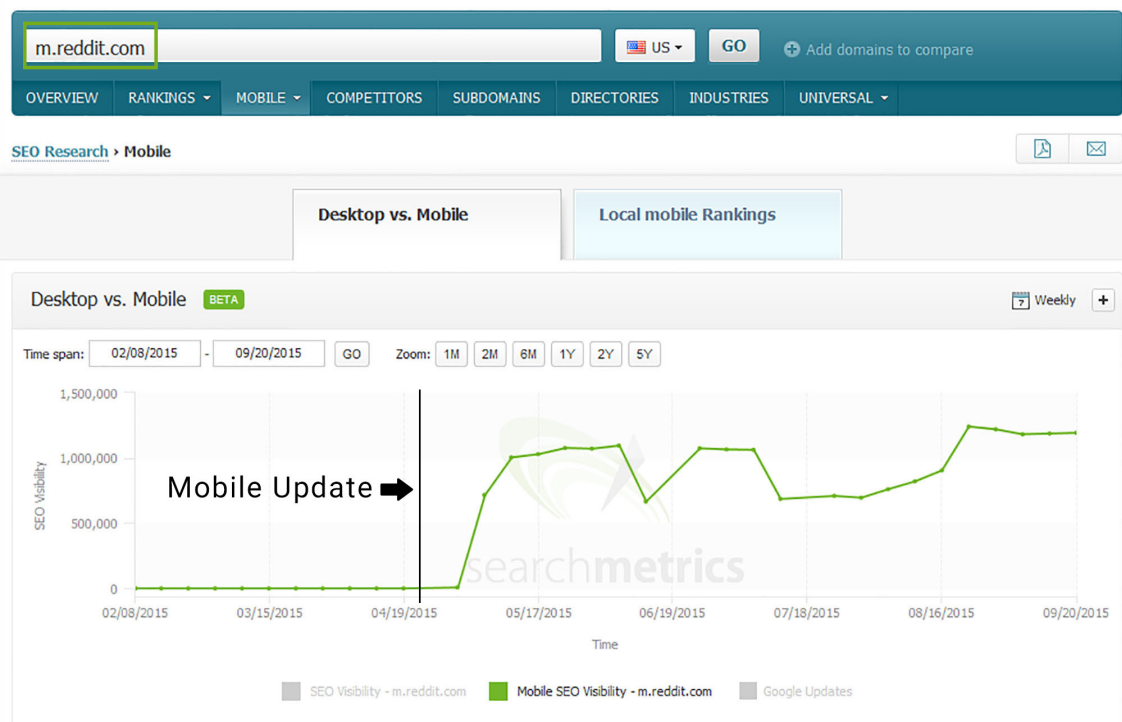 m.reddit.com US GO Add domains to compare
OVERVIEW RANKINGS MOBILE COMPETITORS SUBDOMAINS DIRECTORIES INDUSTRIES UNIVERSAL
SEO Research › Mobile
Desktop vs. Mobile Local mobile Rankings
Desktop vs. Mobile BETA 7 Weekly +
Time span: 02/08/2015 - 09/20/2015 GO Zoom: 1M 2M 6M 1Y 2Y 5Y
1,500,000
1,000,000
Mobile Update
SEO Visibility
500,000
searchmetrics
0
02/08/2015 03/15/2015 04/19/2015 05/17/2015 06/19/2015 07/18/2015 08/16/2015 09/20/2015
Time
SEO Visibility - m.reddit.com Mobile SEO Visibility - m.reddit.com Google Updates